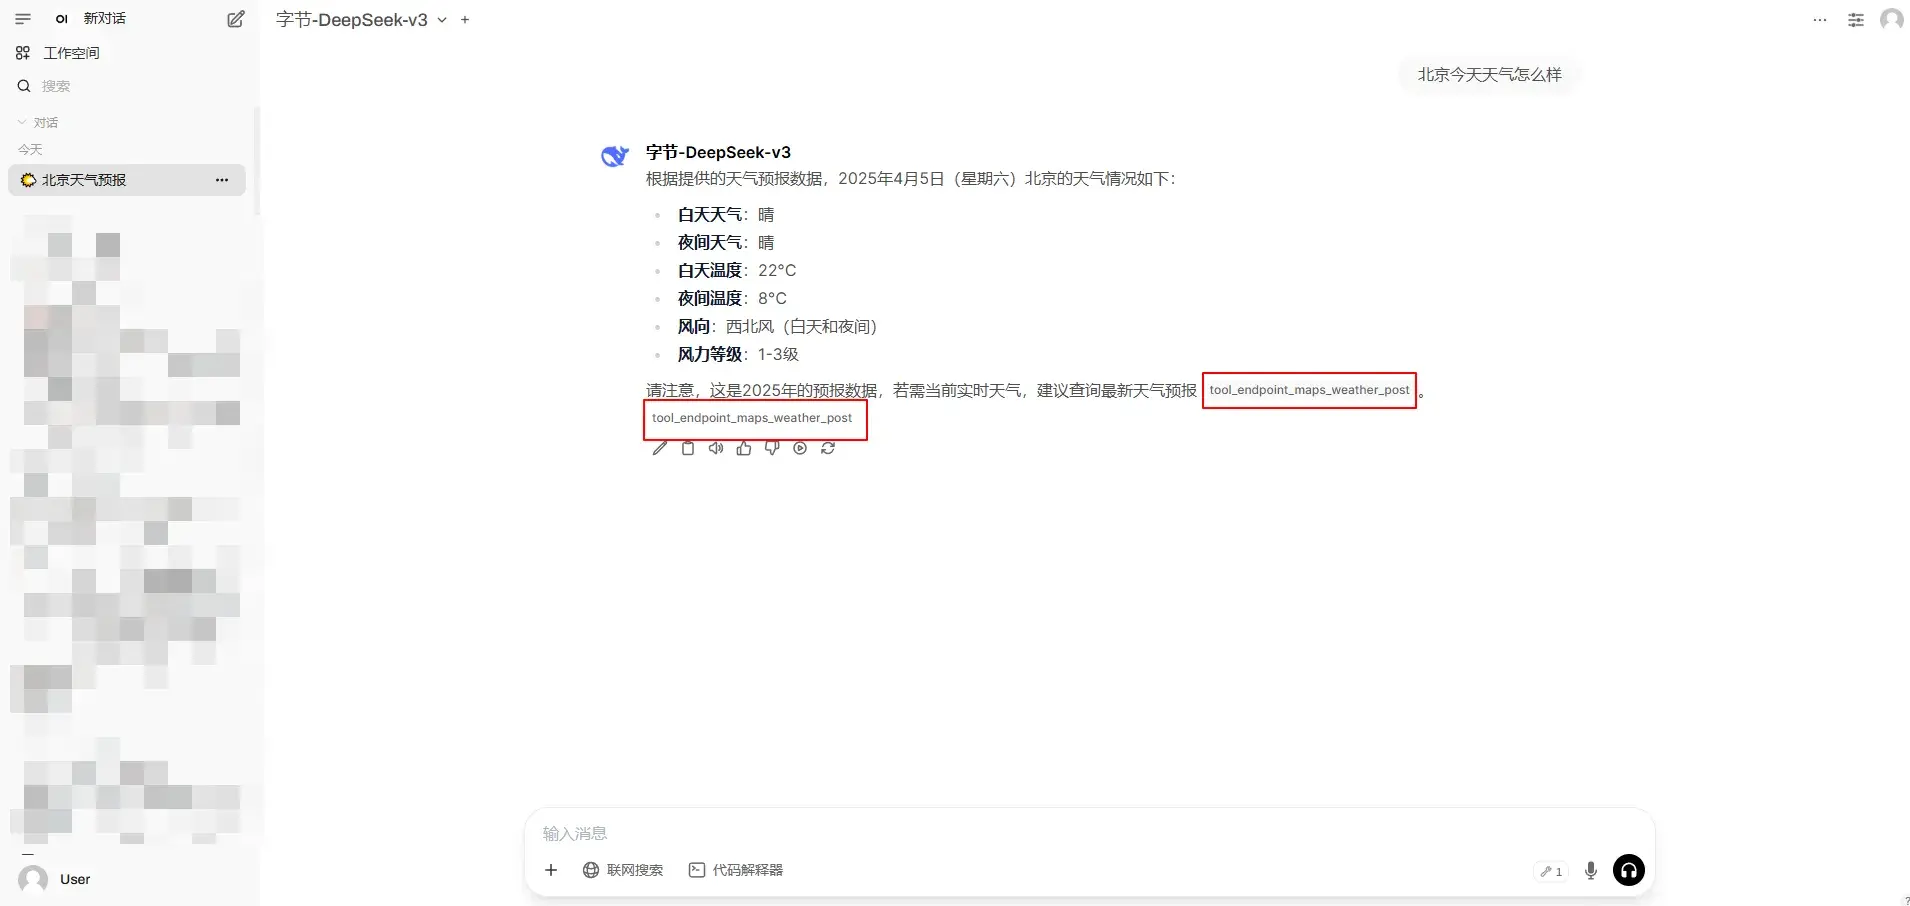 OI 新对话
工作空间
搜索
对话
今天
北京天气预报
User
字节-DeepSeek-v3
北京今天天气怎么样
字节-DeepSeek-v3
根据提供的天气预报数据，2025年4月5日（星期六）北京的天气情况如下：
白天天气：晴
夜间天气：晴
白天温度：22°C
夜间温度：8°C
风向：西北风（白天和夜间）
风力等级：1-3级
请注意，这是2025年的预报数据，若需当前实时天气，建议查询最新天气预报 tool_endpoint_maps_weather_post 。
tool_endpoint_maps_weather_post
输入消息
联网搜索 代码解释器
1
?